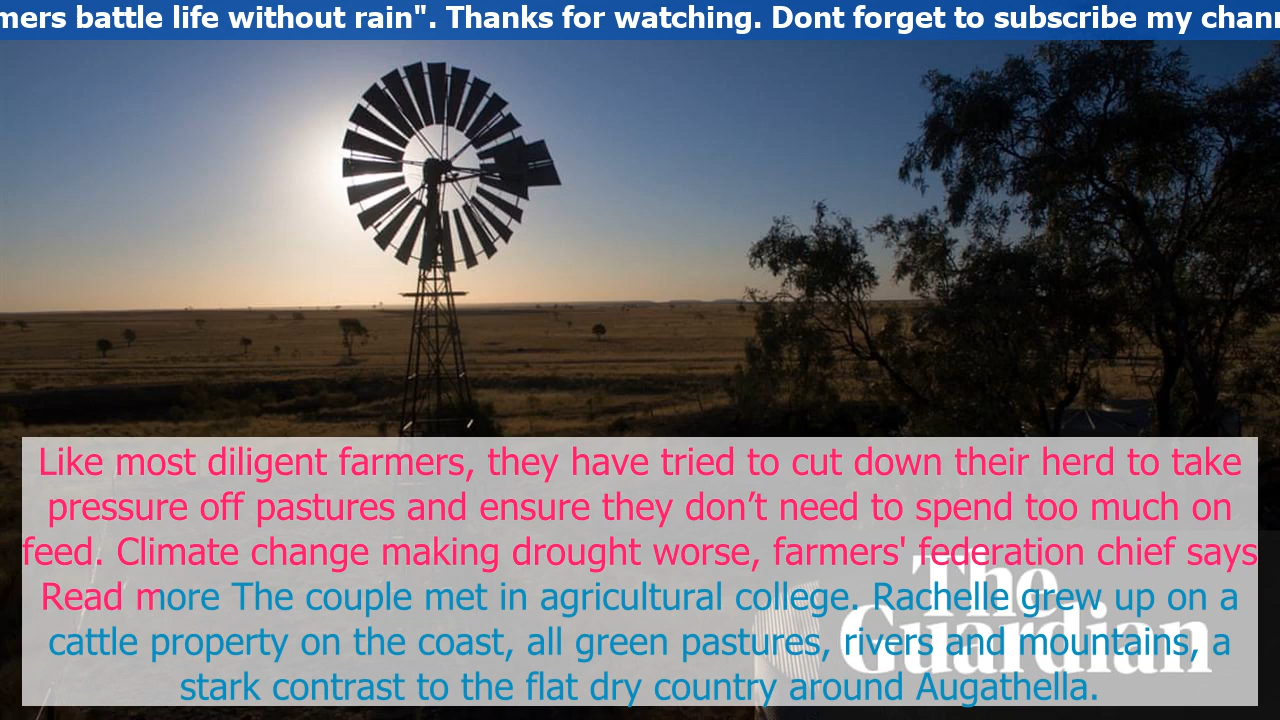 mers battle life without rain". Thanks for watching. Dont forget to subscribe my chan
Like most diligent farmers, they have tried to cut down their herd to take
pressure off pastures and ensure they don’t need to spend too much on
feed. Climate change making drought worse, farmers' federation chief says
Read more The couple met in agricultural college. Rachelle grew up on a
cattle property on the coast, all green pastures, rivers and mountains, a
stark contrast to the flat dry country around Augathella.
The
Guardian